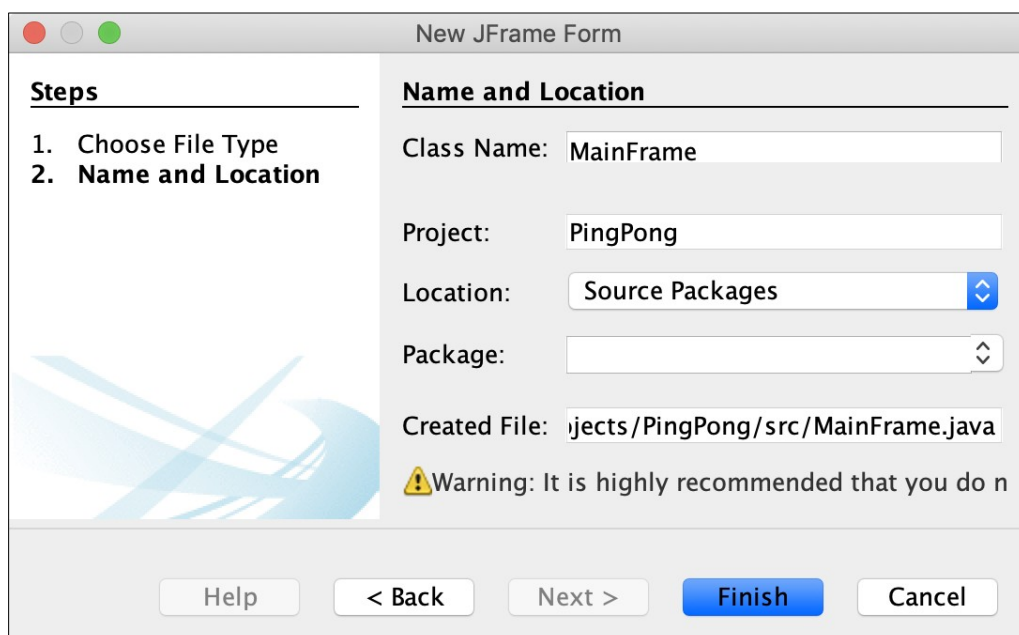 New JFrame Form
Steps
1. Choose File Type
2. Name and Location
Name and Location
Class Name: MainFrame
Project: PingPong
Location: Source Packages
Package:
Created File: jects/PingPong/src/MainFrame.java
Warning: It is highly recommended that you do n
Help
< Back
Next >
Finish
Cancel